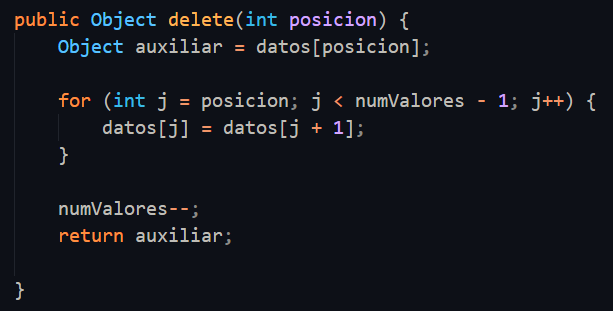 public Object delete(int posicion) {
    Object auxiliar = datos[posicion];

    for (int j = posicion; j < numValores - 1; j++) {
        datos[j] = datos[j + 1];
    }

    numValores--;
    return auxiliar;

}